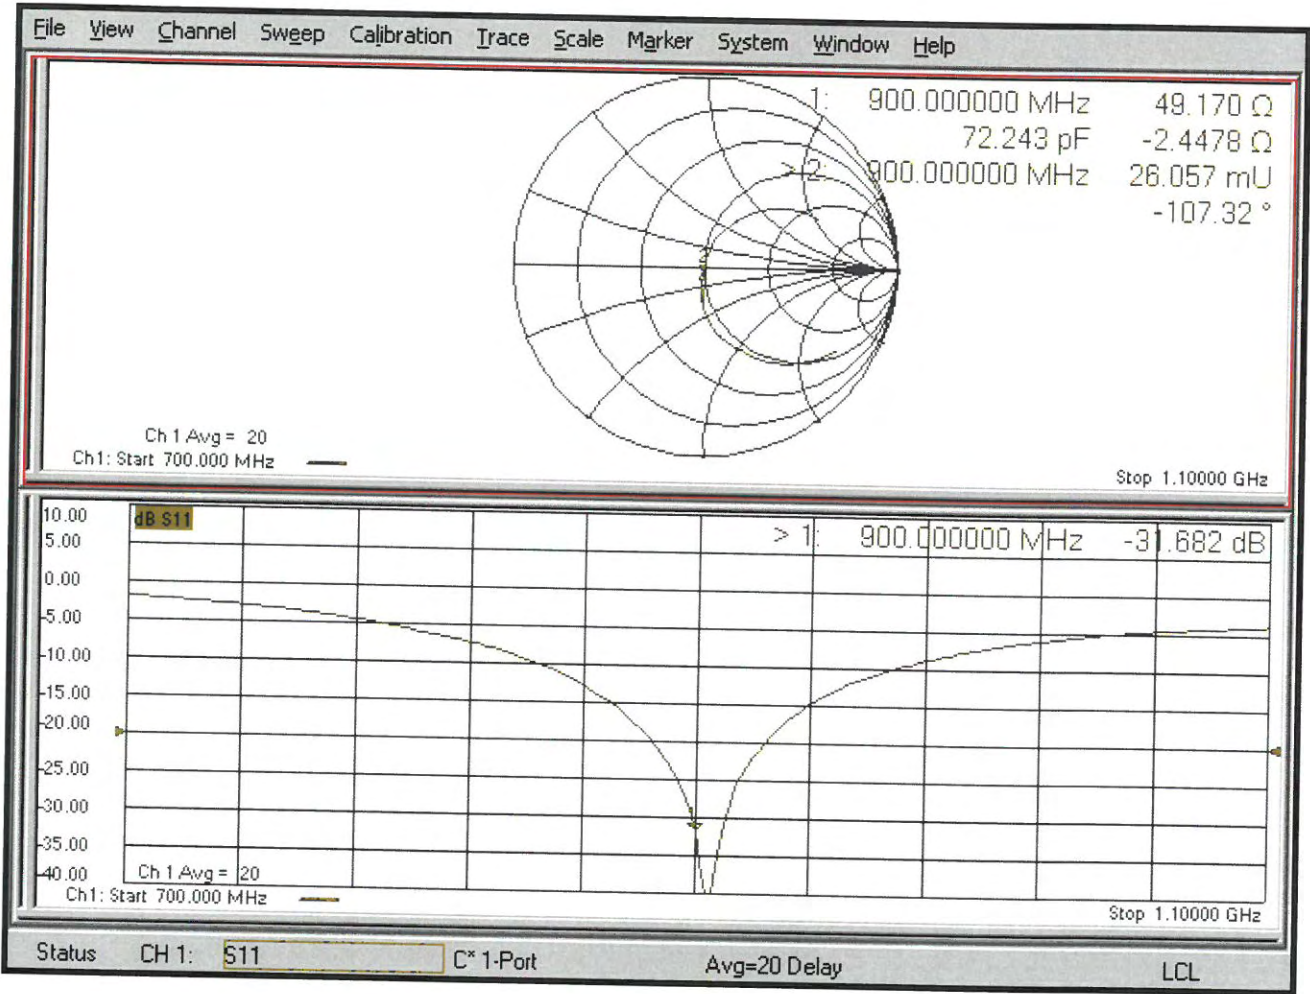 File View Channel Sweep Calibration Trace Scale Marker System Window Help
1: 900.000000 MHz 49.170 Ω
72.243 pF -2.4478 Ω
> 2: 900.000000 MHz 26.057 mU
-107.32 °
Ch 1 Avg = 20
Ch1: Start 700.000 MHz
Stop 1.10000 GHz
10.00
dB S11
> 1: 900.000000 MHz -31.682 dB
5.00
0.00
-5.00
-10.00
-15.00
-20.00
-25.00
-30.00
-35.00
-40.00
Ch 1 Avg = 20
Ch1: Start 700.000 MHz
Stop 1.10000 GHz
Status CH 1: S11 C* 1-Port Avg=20 Delay LCL